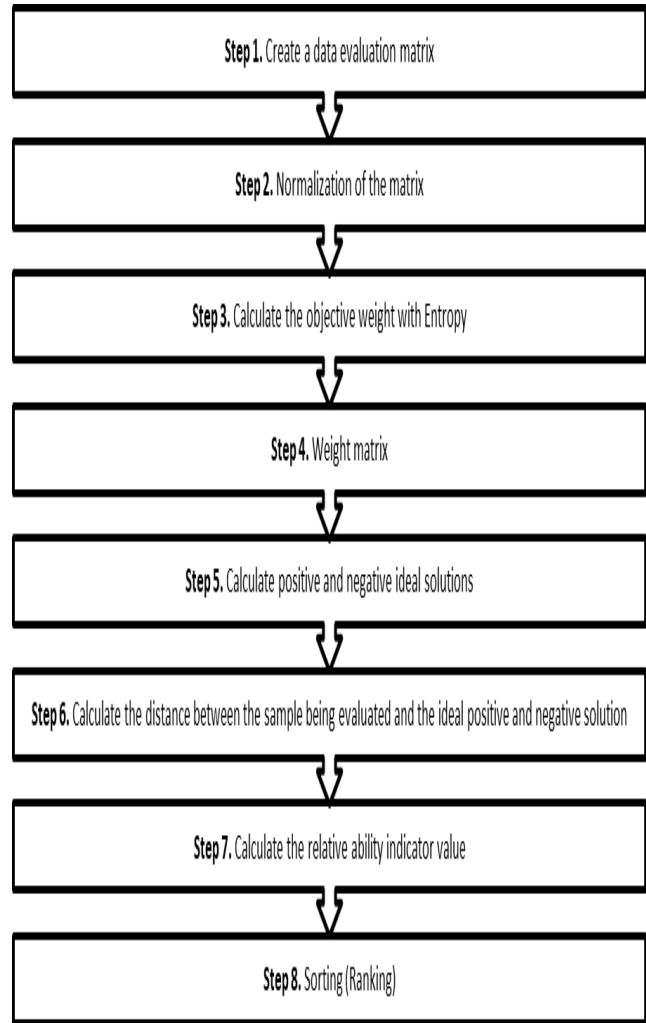 Step 1. Create a data evaluation matrix
Step 2. Normalization of the matrix
Step 3. Calculate the objective weight with Entropy
Step 4. Weight matrix
Step 5. Calculate positive and negative ideal solutions
Step 6. Calculate the distance between the sample being evaluated and the ideal positive and negative solution
Step 7. Calculate the relative ability indicator value
Step 8. Sorting (Ranking)